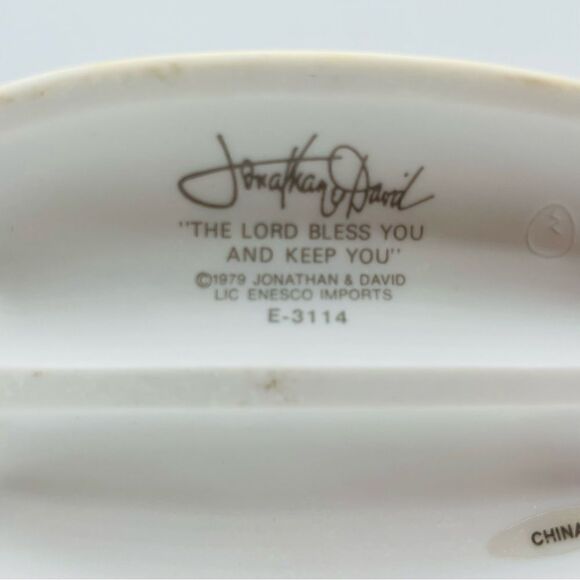 Jonathan & David
"THE LORD BLESS YOU
AND KEEP YOU"
©1979 JONATHAN & DAVID
LIC ENESCO IMPORTS
E-3114
CHINA